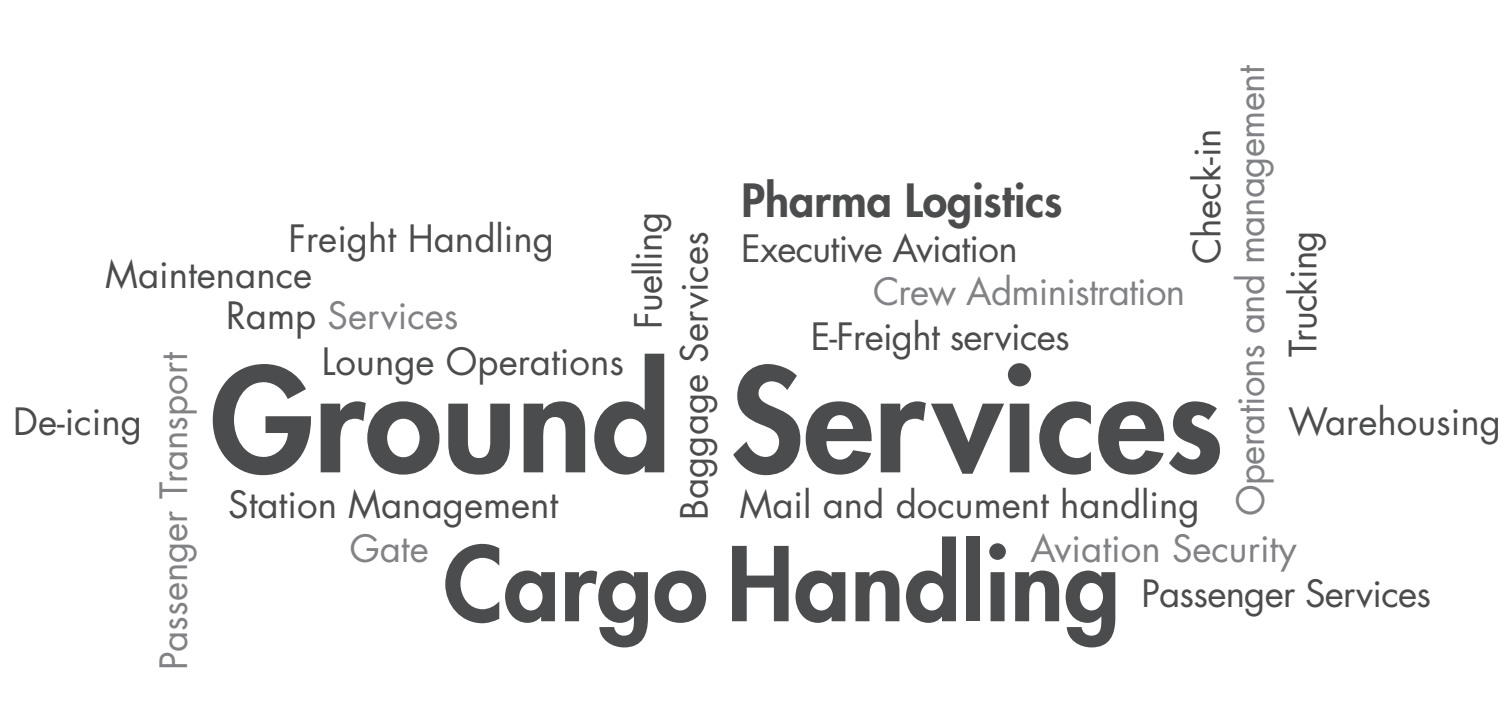 Check-in
Operations and management
Pharma Logistics
Freight Handling
Fuelling
Executive Aviation
Baggage Services
Trucking
Maintenance
Crew Administration
Ramp Services
E-Freight services
Lounge Operations
Passenger Transport
De-icing
Ground Services
Warehousing
Station Management
Mail and document handling
Gate
Aviation Security
Cargo Handling
Passenger Services